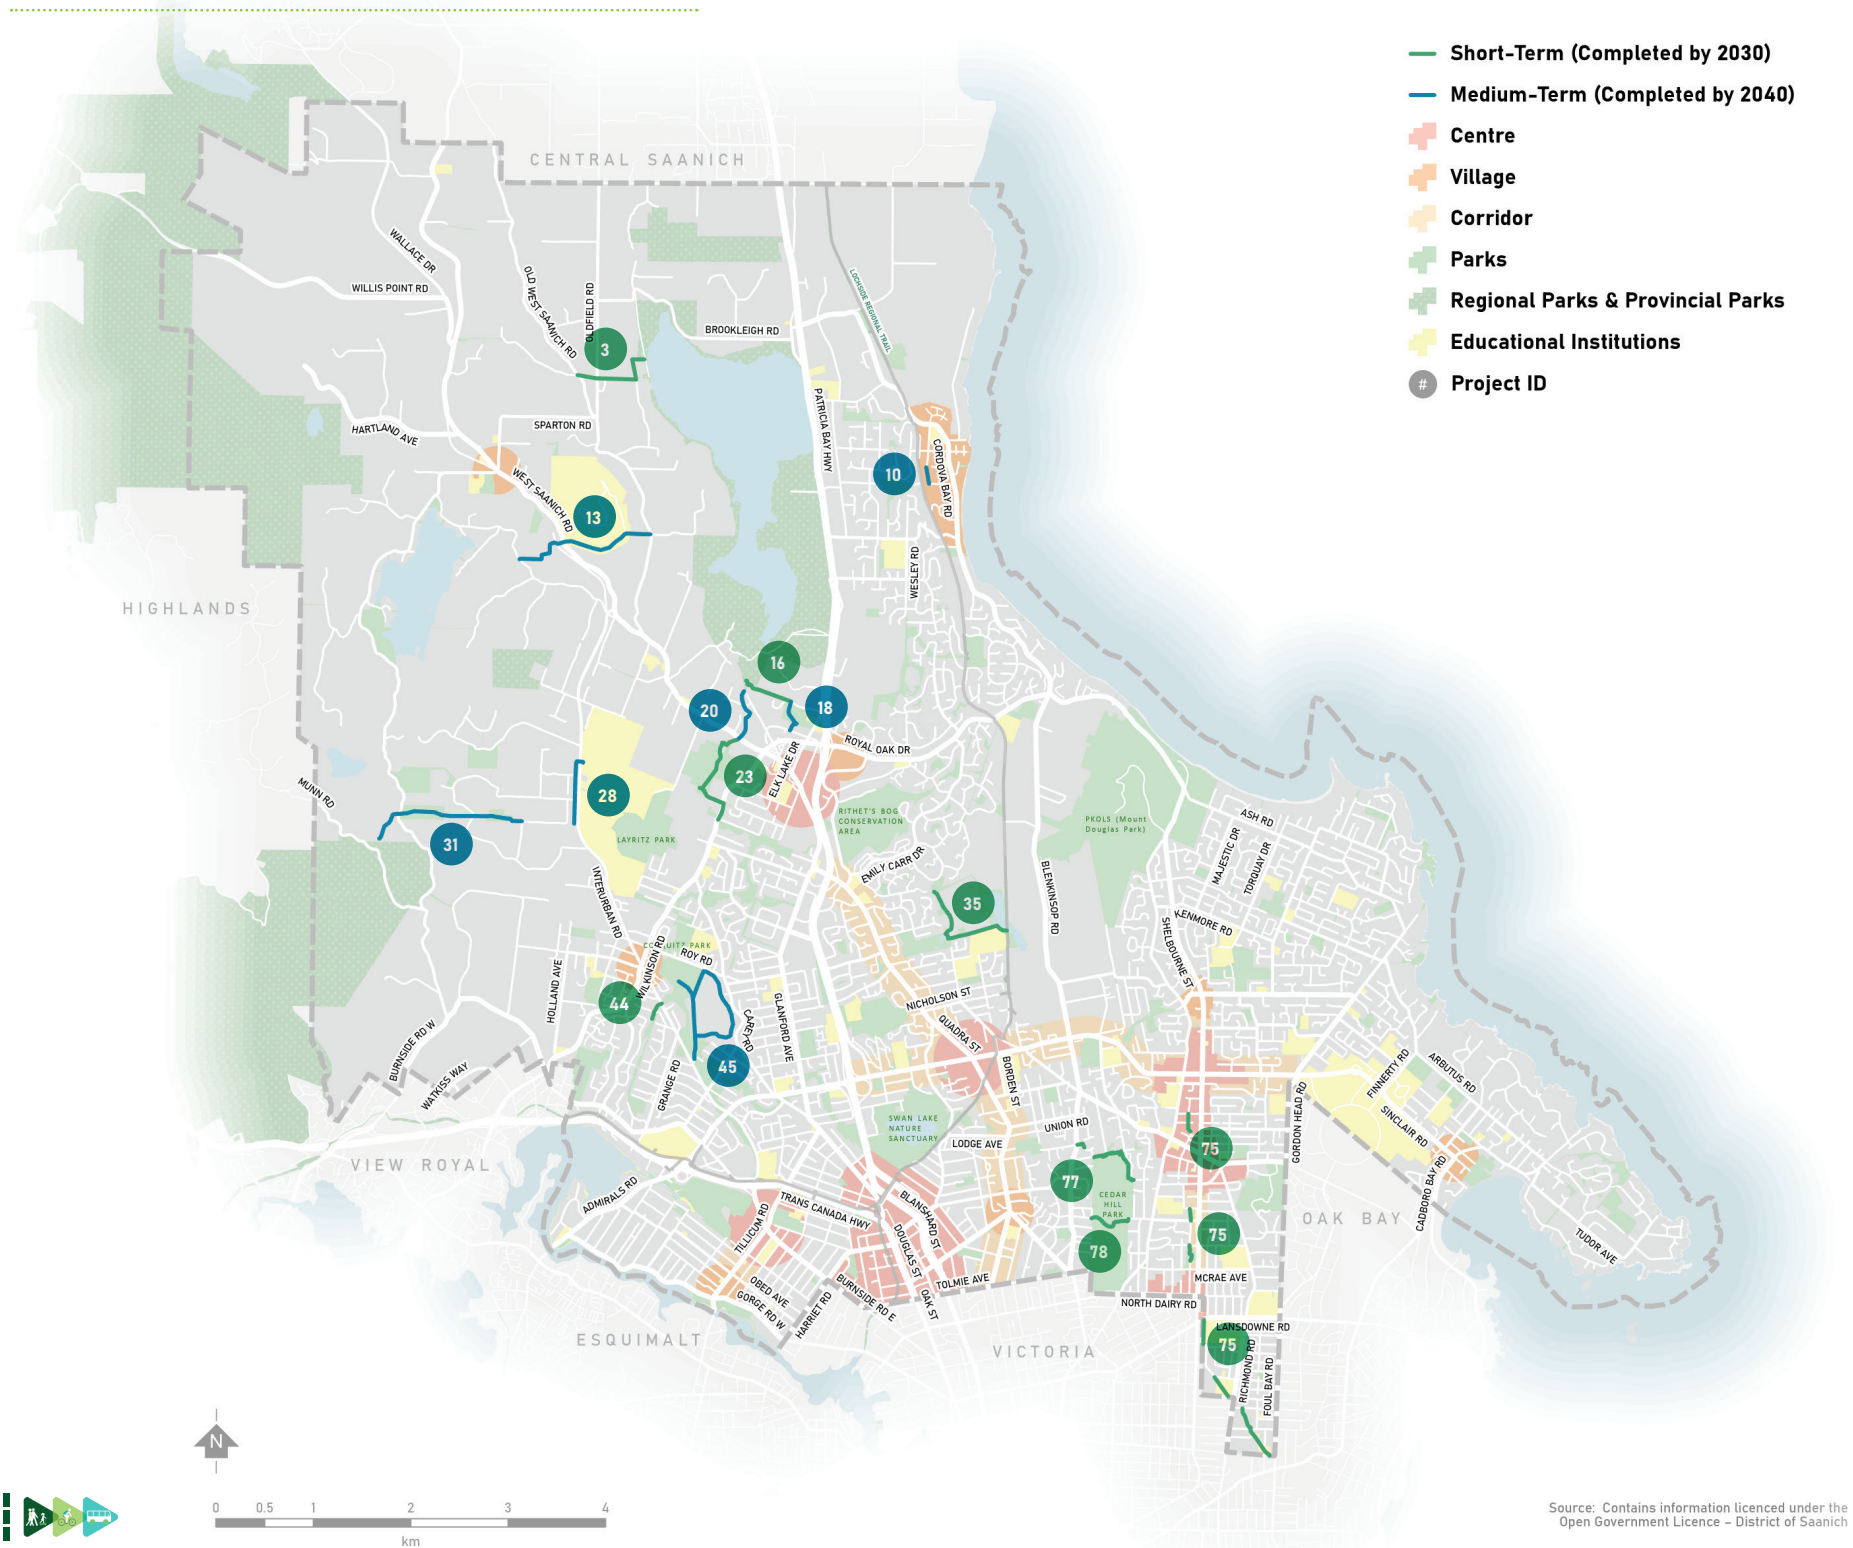 Short-Term (Completed by 2030)
Medium-Term (Completed by 2040)
Centre
Village
Corridor
Parks
Regional Parks & Provincial Parks
Educational Institutions
# Project ID
CENTRAL SAANICH
WALLACE DR
WILLIS POINT RD
OLD WEST SAANICH RD
OLDFIELD RD
LOCHSIDE REGIONAL TRAIL
BROOKLEIGH RD
3
PATRICIA BAY HWY
SPARTON RD
HARTLAND AVE
WEST SAANICH RD
CORDOVA BAY RD
10
13
WESLEY RD
HIGHLANDS
16
20
18
ROYAL OAK DR
23
ELK LAKE DR
28
MUNN RD
31
LAYRITZ PARK
RITHET'S BOG
CONSERVATION
AREA
PKOLS (Mount
Douglas Park)
ASH RD
MAJESTIC DR
TORQUAY DR
EMILY CARR DR
BLENKINSOP RD
35
INTERURBAN RD
KENMORE RD
SHELBOURNE ST
ROY RD
WILKINSON RD
HOLLAND AVE
44
NICHOLSON ST
GLANFORD AVE
CAREY RD
QUADRA ST
BURNSIDE RD W
WATKISS WAY
45
GRANGE RD
BORDEN ST
FINNERTY RD
ARBUTUS RD
SINCLAIR RD
GORDON HEAD RD
SWAN LAKE
NATURE
SANCTUARY
LODGE AVE
UNION RD
75
VIEW ROYAL
77
CEDAR
HILL
PARK
CADBORO BAY RD
ADMIRALS RD
TRANS CANADA HWY
BLANSHARD ST
TILLICUM RD
DOUGLAS ST
OAK BAY
75
78
TUDOR AVE
MCRAE AVE
TOLMIE AVE
OBED AVE
GORGE RD W
HARRIET RD
BURNSIDE RD E
OAK ST
NORTH DAIRY RD
LANSDOWNE RD
75
RICHMOND RD
FOUL BAY RD
ESQUIMALT
VICTORIA
N
0 0.5 1 2 3 4
km
Source: Contains information licenced under the
Open Government Licence – District of Saanich